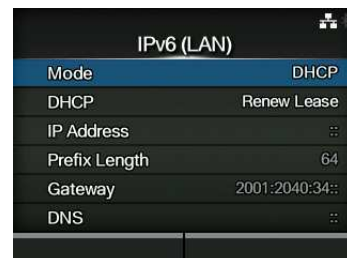 IPv6 (LAN)
Mode DHCP
DHCP Renew Lease
IP Address ::
Prefix Length 64
Gateway 2001:2040:34::
DNS ::